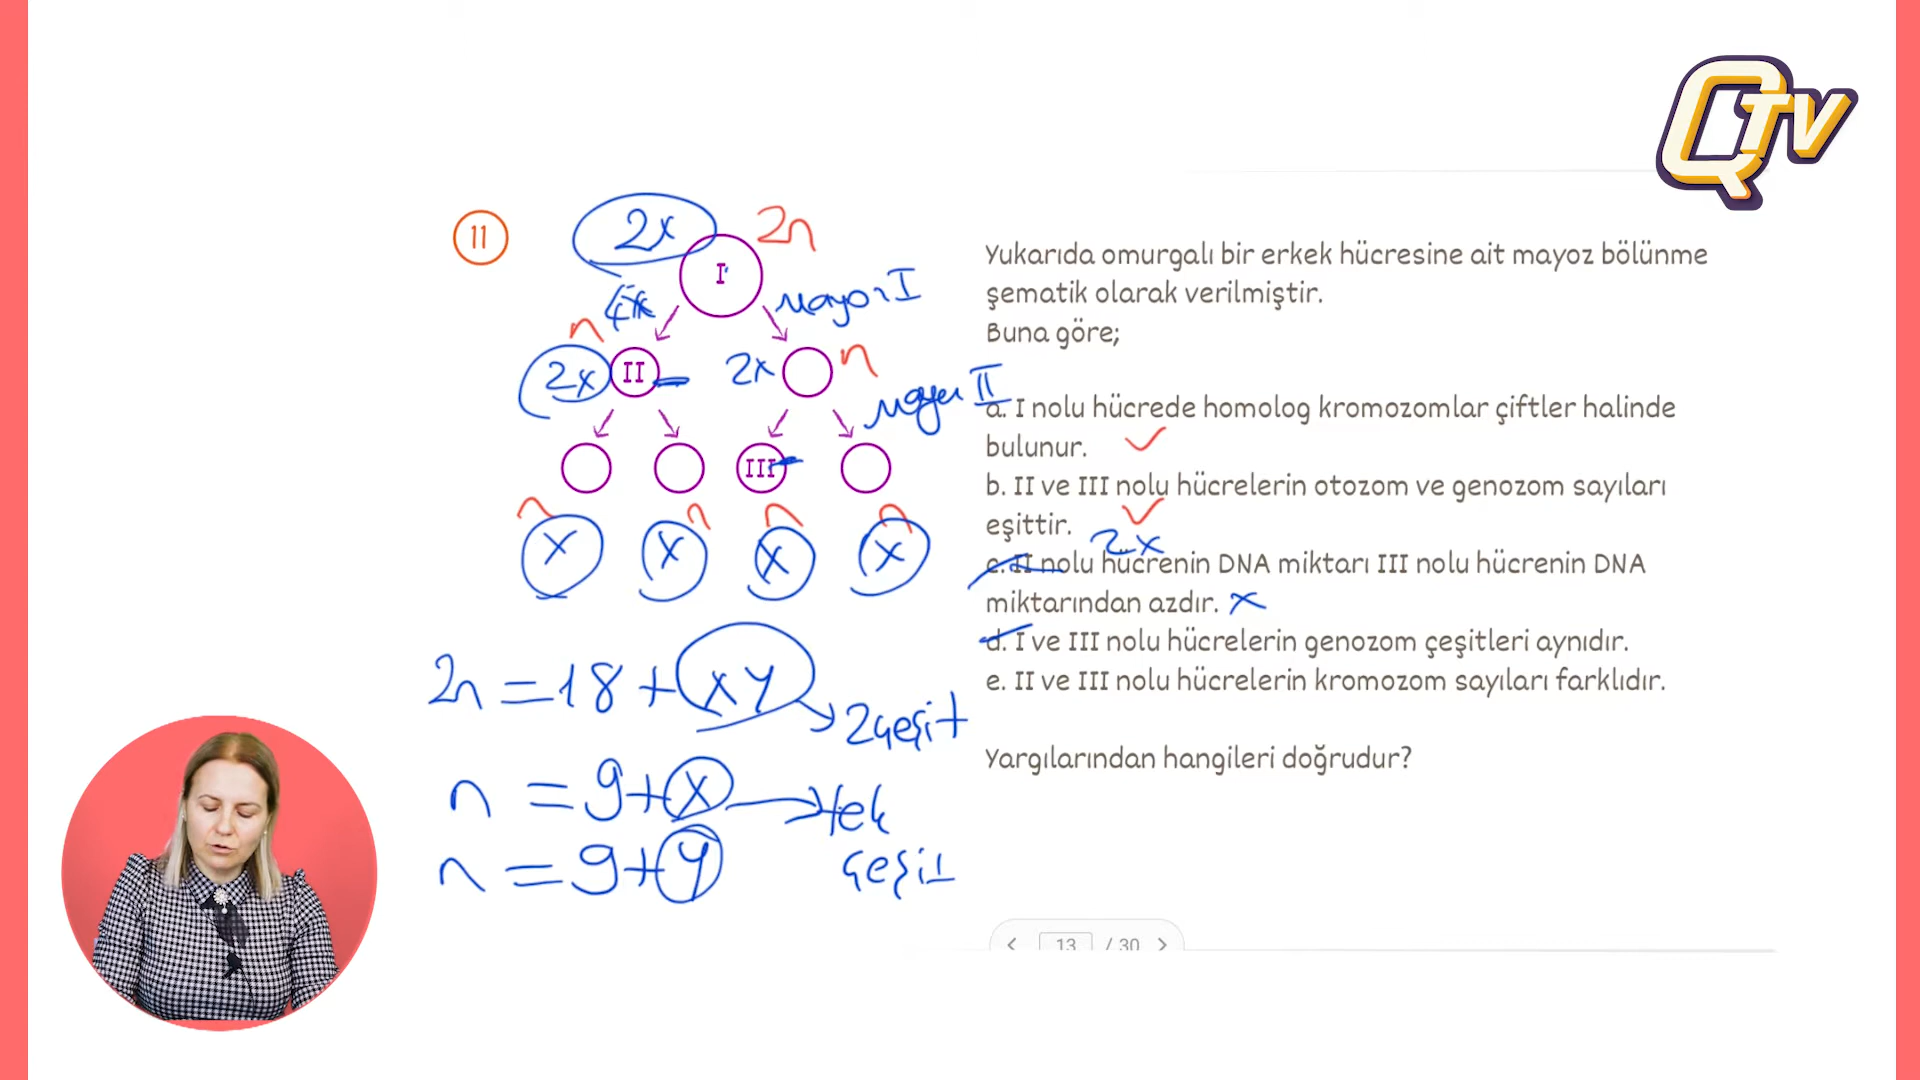 QTV
11
2x
2n
I
4x
Mayoz I
n
2x
II
2x
n
Mayoz II
III
n
n
n
n
x
x
x
x
2n = 18 + xy
2 çeşit
n = 9 + x
tek
çeşit
n = 9 + y
Yukarıda omurgalı bir erkek hücresine ait mayoz bölünme
şematik olarak verilmiştir.
Buna göre;
a. I nolu hücrede homolog kromozomlar çiftler halinde
bulunur.
b. II ve III nolu hücrelerin otozom ve genozom sayıları
eşittir.
2x
c. II nolu hücrenin DNA miktarı III nolu hücrenin DNA
miktarından azdır. x
d. I ve III nolu hücrelerin genozom çeşitleri aynıdır.
e. II ve III nolu hücrelerin kromozom sayıları farklıdır.
Yargılarından hangileri doğrudur?
13 / 30